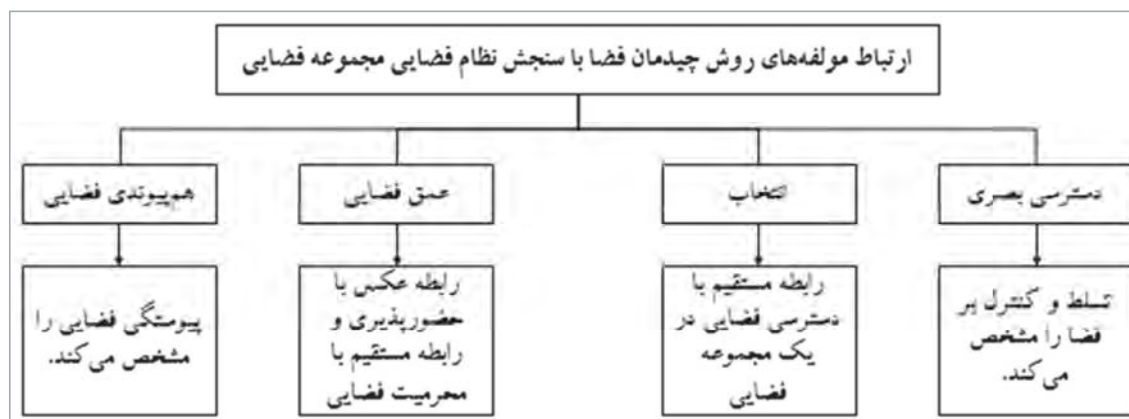 ارتباط مولفه‌های روش چیدمان فضا با سنجش نظام فضایی مجموعه فضایی
دسترسی بصری
انتخاب
عمق فضایی
هم‌پیوندی فضایی
تسلط و کنترل بر
فضا را مشخص
می‌کند.
رابطه مستقیم با
دسترسی فضایی در
یک مجموعه
فضایی
رابطه عکس با
حضورپذیری و
رابطه مستقیم با
محرمیت فضایی
پیوستگی فضایی را
مشخص می‌کند.